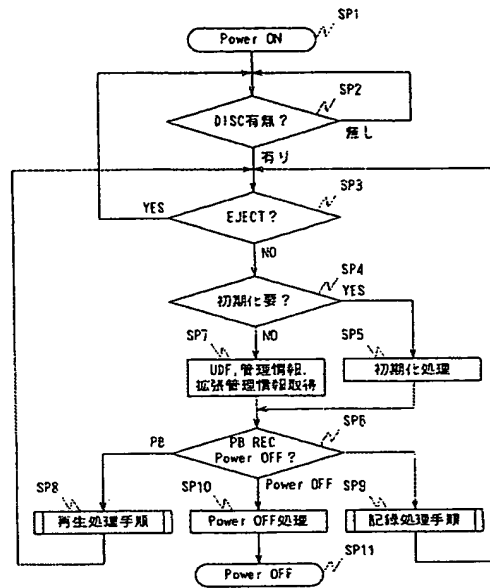 SP1
Power ON
SP2
DISC有無?
無し
有り
SP3
YES
EJECT?
NO
SP4
初期化要?
YES
SP7
NO
SP5
UDF,管理情報,
拡張管理情報取得
初期化処理
SP6
PB
PB REC
Power OFF?
SP8
SP10
Power OFF
SP9
再生処理手順
Power OFF処理
記録処理手順
SP11
Power OFF